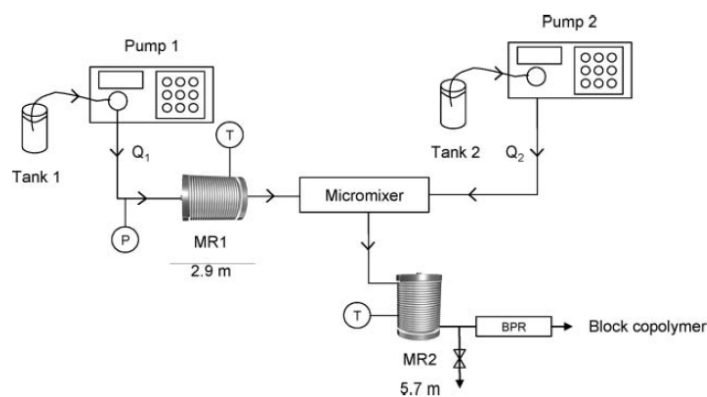 Pump 1
Pump 2
Tank 1
Q1
T
Tank 2
Q2
P
MR1
2.9 m
Micromixer
T
MR2
5.7 m
BPR
Block copolymer